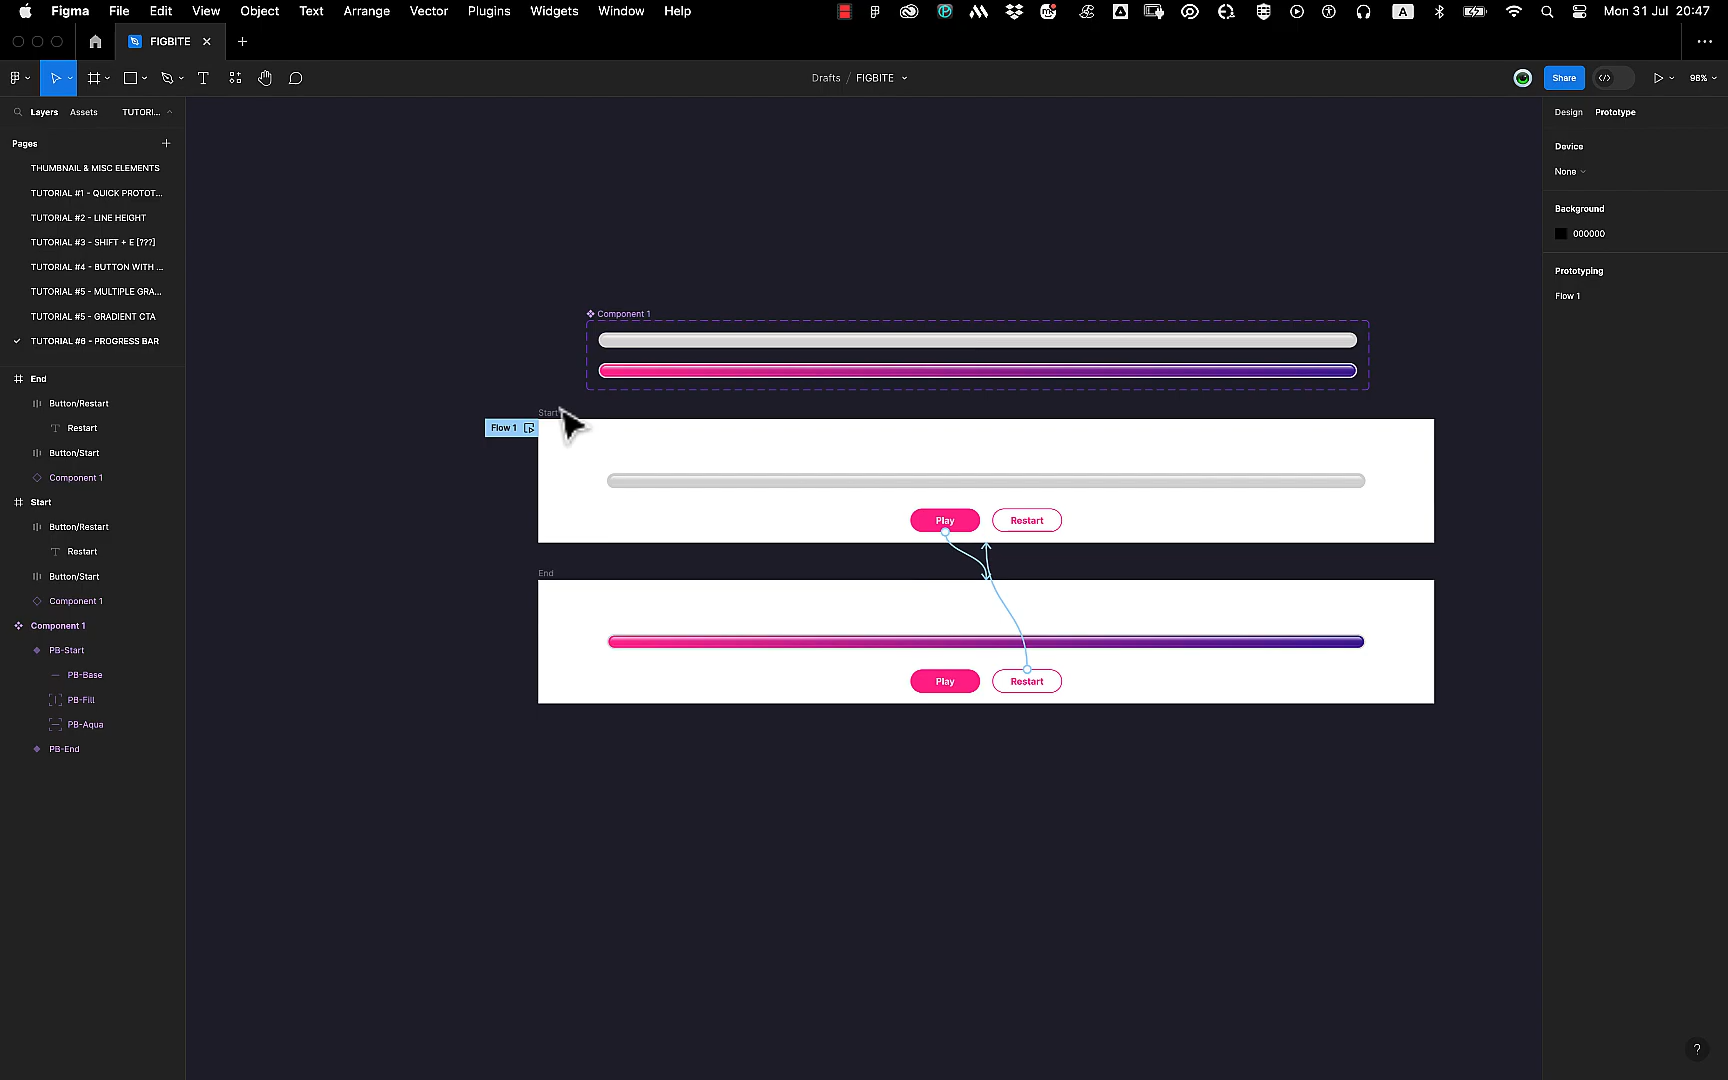 Figma File Edit View Object Text Arrange Vector Plugins Widgets Window Help A Mon 31 Jul 20:47
FIGBITE
Drafts / FIGBITE Share 98%
Layers Assets TUTORI...
Pages
THUMBNAIL & MISC ELEMENTS
TUTORIAL #1 - QUICK PROTOT...
TUTORIAL #2 - LINE HEIGHT
TUTORIAL #3 - SHIFT + E [???]
TUTORIAL #4 - BUTTON WITH ...
TUTORIAL #5 - MULTIPLE GRA...
TUTORIAL #5 - GRADIENT CTA
TUTORIAL #6 - PROGRESS BAR
End
Button/Restart
Restart
Button/Start
Component 1
Start
Button/Restart
Restart
Button/Start
Component 1
Component 1
PB-Start
PB-Base
PB-Fill
PB-Aqua
PB-End
Component 1
Start
Flow 1
Play Restart
End
Play Restart
Design Prototype
Device
None
Background
000000
Prototyping
Flow 1
?